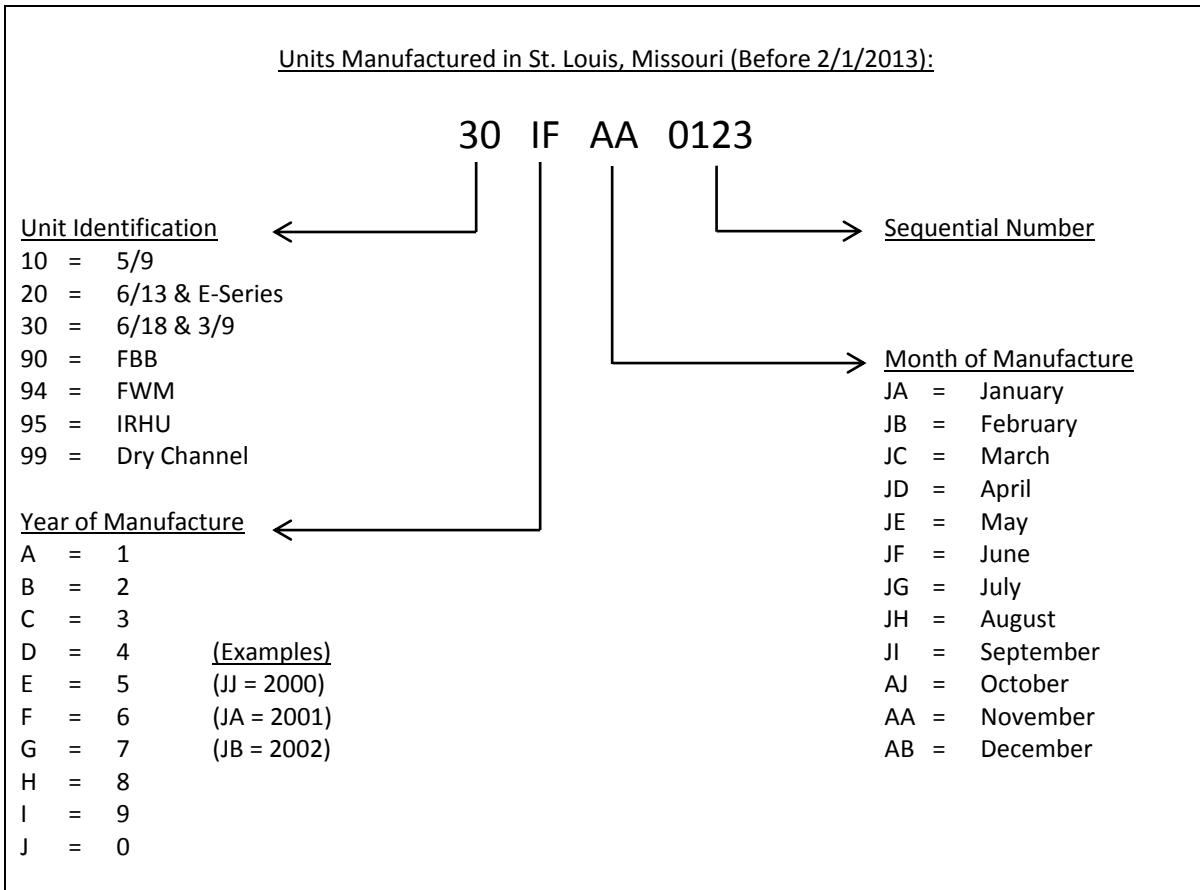 Units Manufactured in St. Louis, Missouri (Before 2/1/2013):
30 IF AA 0123
Unit Identification
10 = 5/9
20 = 6/13 & E-Series
30 = 6/18 & 3/9
90 = FBB
94 = FWM
95 = IRHU
99 = Dry Channel
Year of Manufacture
A = 1
B = 2
C = 3
D = 4
E = 5
F = 6
G = 7
H = 8
I = 9
J = 0
(Examples)
(JJ = 2000)
(JA = 2001)
(JB = 2002)
Sequential Number
Month of Manufacture
JA = January
JB = February
JC = March
JD = April
JE = May
JF = June
JG = July
JH = August
JI = September
AJ = October
AA = November
AB = December